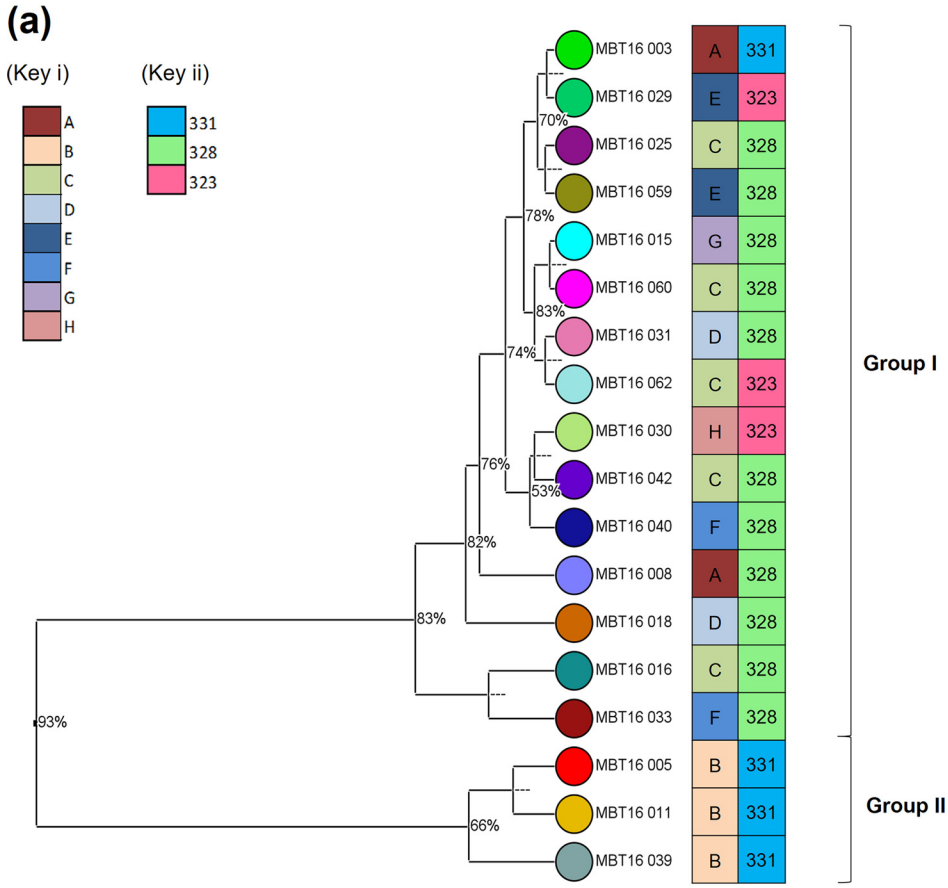 (a)
(Key i)
A
B
C
D
E
F
G
H
(Key ii)
331
328
323
MBT16 003 A 331
MBT16 029 E 323
70%
MBT16 025 C 328
MBT16 059 E 328
78%
MBT16 015 G 328
MBT16 060 C 328
83%
MBT16 031 D 328
74%
MBT16 062 C 323
MBT16 030 H 323
76%
MBT16 042 C 328
53%
MBT16 040 F 328
82%
MBT16 008 A 328
83%
MBT16 018 D 328
MBT16 016 C 328
MBT16 033 F 328
93%
MBT16 005 B 331
MBT16 011 B 331
66%
MBT16 039 B 331
Group I
Group II